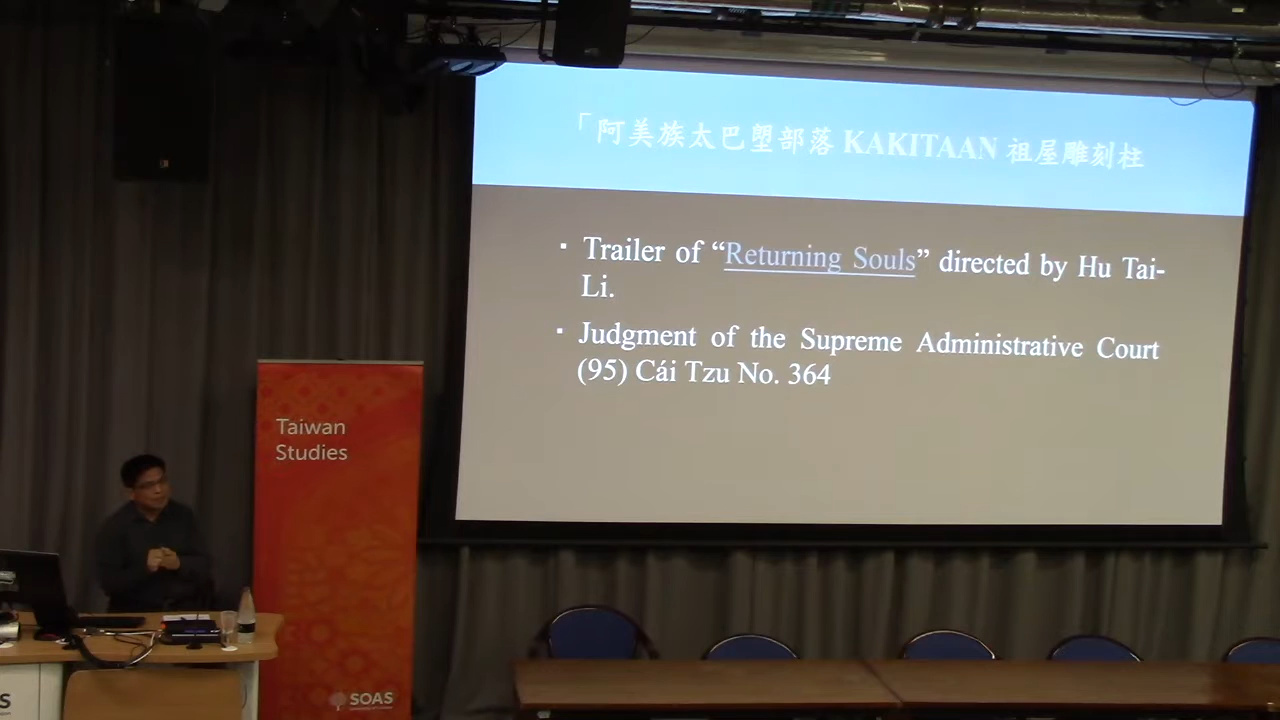 「阿美族太巴塱部落 KAKITAAN 祖屋雕刻柱
▪ Trailer of “Returning Souls” directed by Hu Tai-
Li.
▪ Judgment of the Supreme Administrative Court
(95) Cái Tzu No. 364
Taiwan
Studies
SOAS